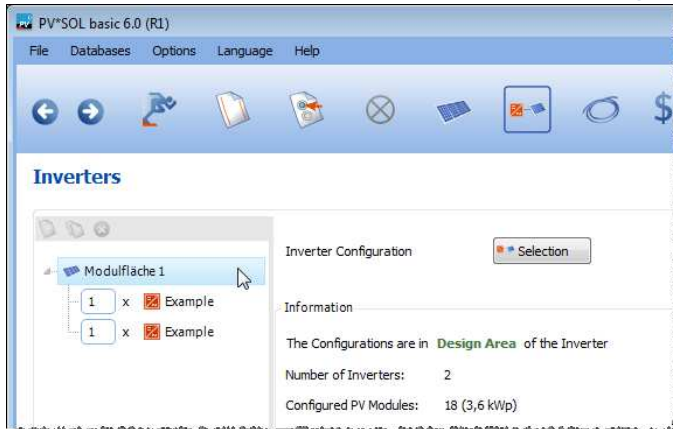 PV*SOL basic 6.0 (R1)
File Databases Options Language Help
$
Inverters
Modulfläche 1
1 x Example
1 x Example
Inverter Configuration Selection
Information
The Configurations are in Design Area of the Inverter
Number of Inverters: 2
Configured PV Modules: 18 (3,6 kWp)